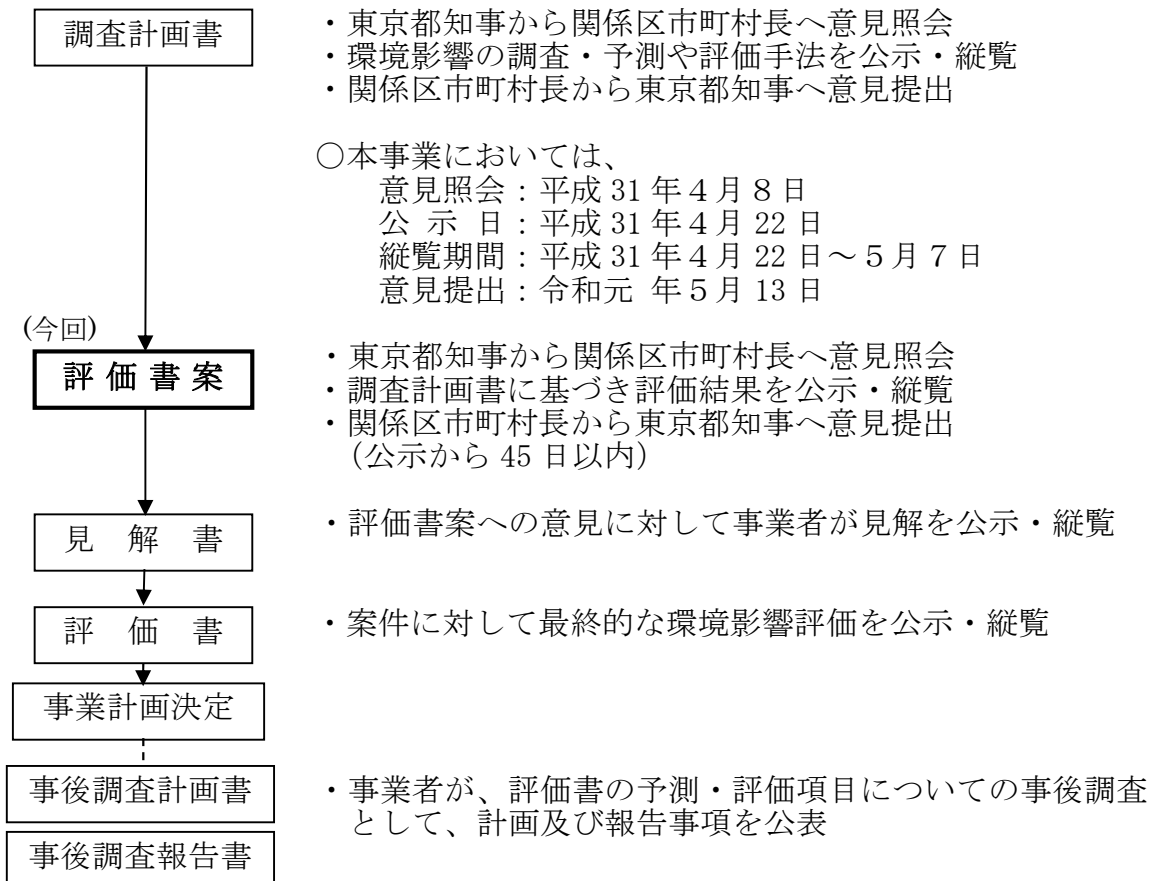 調査計画書
・東京都知事から関係区市町村長へ意見照会
・環境影響の調査・予測や評価手法を公示・縦覧
・関係区市町村長から東京都知事へ意見提出
○本事業においては、
意見照会：平成 31 年４月８日
公 示 日：平成 31 年４月 22 日
縦覧期間：平成 31 年４月 22 日～５月７日
意見提出：令和元 年５月 13 日
(今回)
評 価 書 案
・東京都知事から関係区市町村長へ意見照会
・調査計画書に基づき評価結果を公示・縦覧
・関係区市町村長から東京都知事へ意見提出
（公示から 45 日以内）
見 解 書
・評価書案への意見に対して事業者が見解を公示・縦覧
評 価 書
・案件に対して最終的な環境影響評価を公示・縦覧
事業計画決定
事後調査計画書
・事業者が、評価書の予測・評価項目についての事後調査
として、計画及び報告事項を公表
事後調査報告書